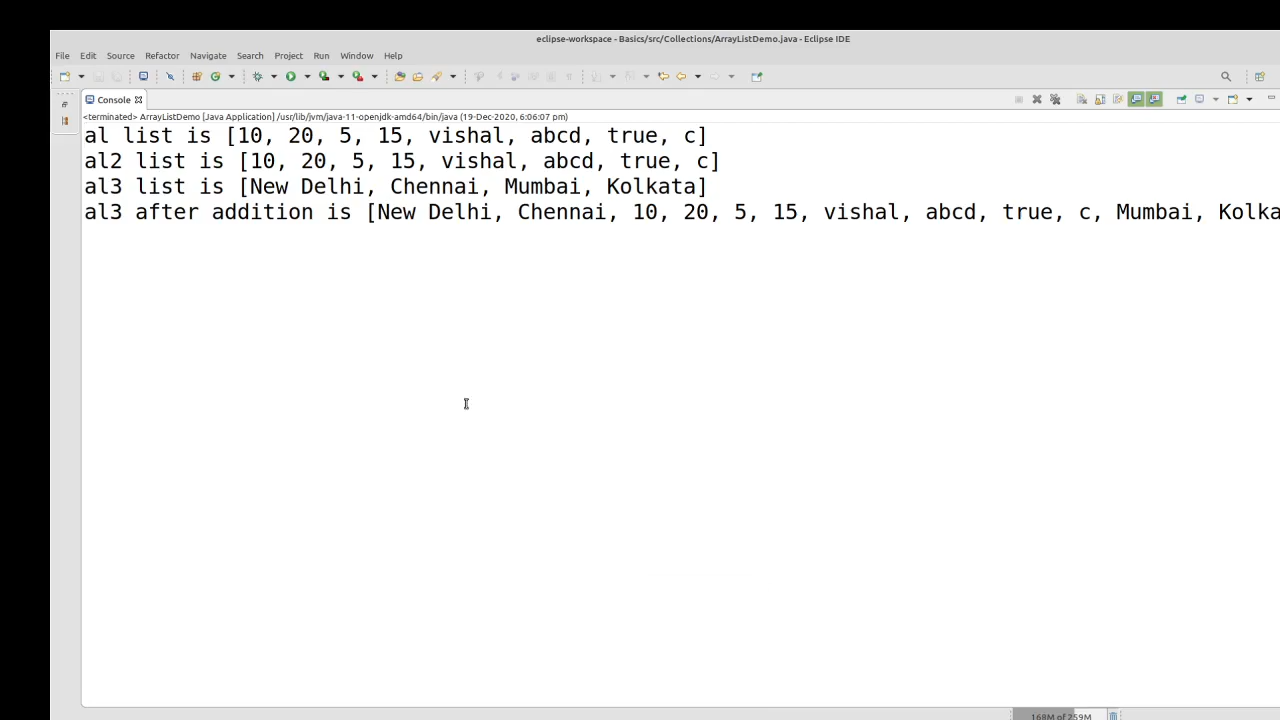 eclipse-workspace - Basics/src/Collections/ArrayListDemo.java - Eclipse IDE
File Edit Source Refactor Navigate Search Project Run Window Help
Console
<terminated> ArrayListDemo [Java Application] /usr/lib/jvm/java-11-openjdk-amd64/bin/java (19-Dec-2020, 6:06:07 pm)
al list is [10, 20, 5, 15, vishal, abcd, true, c]
al2 list is [10, 20, 5, 15, vishal, abcd, true, c]
al3 list is [New Delhi, Chennai, Mumbai, Kolkata]
al3 after addition is [New Delhi, Chennai, 10, 20, 5, 15, vishal, abcd, true, c, Mumbai, Kolka
168M of 259M